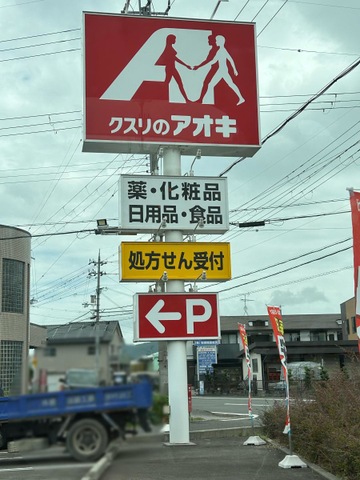 クスリのアオキ
薬・化粧品
日用品・食品
処方せん受付
←P